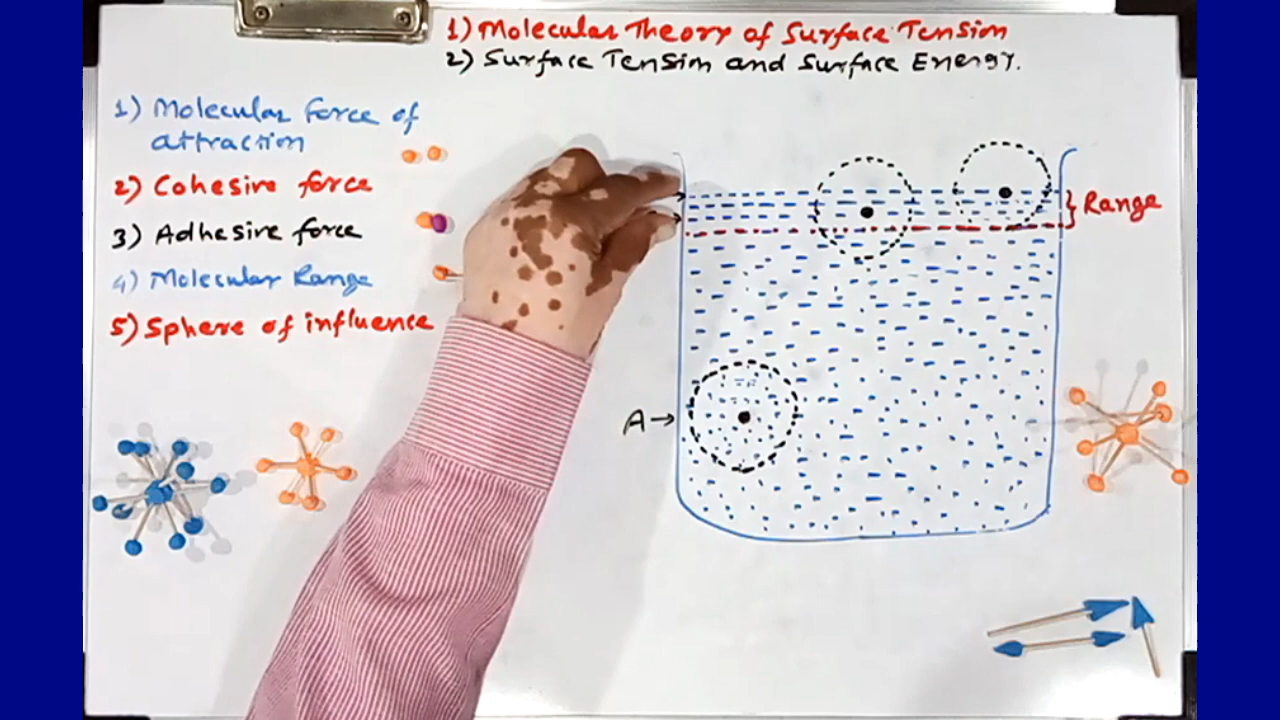 1) Molecular Theory of Surface Tension
2) Surface Tension and Surface Energy.
1) Molecular force of
attraction
2) Cohesive force
3) Adhesive force
4) Molecular Range
5) Sphere of influence
} Range
A →